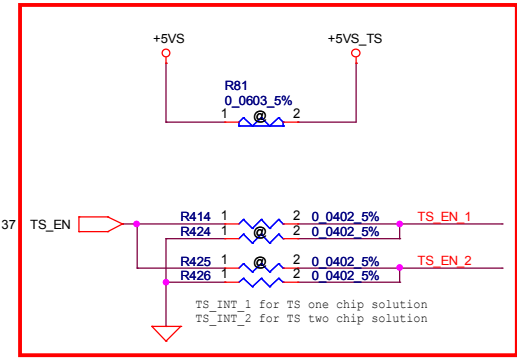 +5VS +5VS_TS
R81
0_0603_5%
1 @ 2
37 TS_EN R414 1 2 0_0402_5% TS_EN_1
R424 1 @ 2 0_0402_5%
R425 1 @ 2 0_0402_5% TS_EN_2
R426 1 2 0_0402_5%
TS_INT_1 for TS one chip solution
TS_INT_2 for TS two chip solution